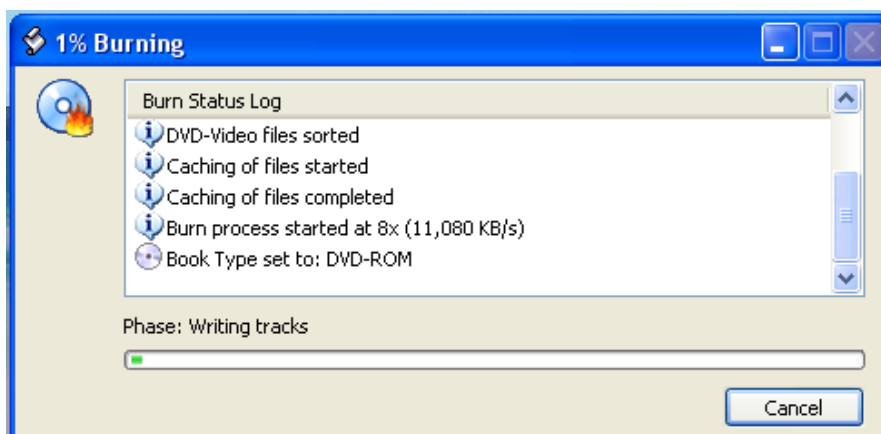 1% Burning
Burn Status Log
DVD-Video files sorted
Caching of files started
Caching of files completed
Burn process started at 8x (11,080 KB/s)
Book Type set to: DVD-ROM
Phase: Writing tracks
Cancel